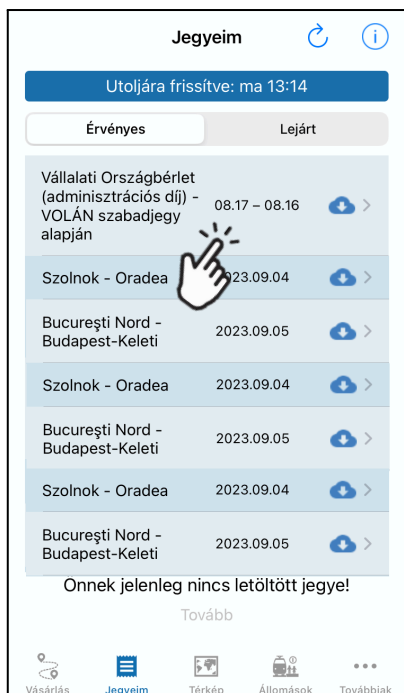 Jegyeim
Utoljára frissítve: ma 13:14
Érvényes Lejárt
Vállalati Országbérlet
(adminisztrációs díj) -
VOLÁN szabadjegy
alapján
08.17 – 08.16
Szolnok - Oradea 2023.09.04
Bucureşti Nord -
Budapest-Keleti
2023.09.05
Szolnok - Oradea 2023.09.04
Bucureşti Nord -
Budapest-Keleti
2023.09.05
Szolnok - Oradea 2023.09.04
Bucureşti Nord -
Budapest-Keleti
2023.09.05
Onnek jelenleg nincs letöltött jegye!
Tovább
Vásárlás Jegyeim Térkép Állomások Továbbiak